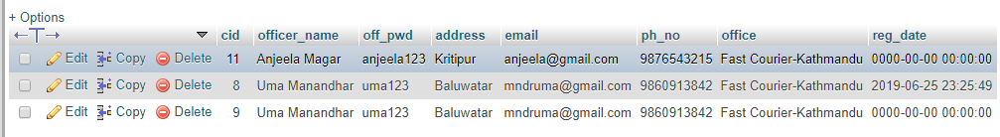 + Options
cid officer_name off_pwd address email ph_no office reg_date
Edit Copy Delete 11 Anjeela Magar anjeela123 Kritipur anjeela@gmail.com 9876543215 Fast Courier-Kathmandu 0000-00-00 00:00:00
Edit Copy Delete 8 Uma Manandhar uma123 Baluwatar mndruma@gmail.com 9860913842 Fast Courier-Kathmandu 2019-06-25 23:25:49
Edit Copy Delete 9 Uma Manandhar uma123 Baluwatar mndruma@gmail.com 9860913842 Fast Courier-Kathmandu 0000-00-00 00:00:00